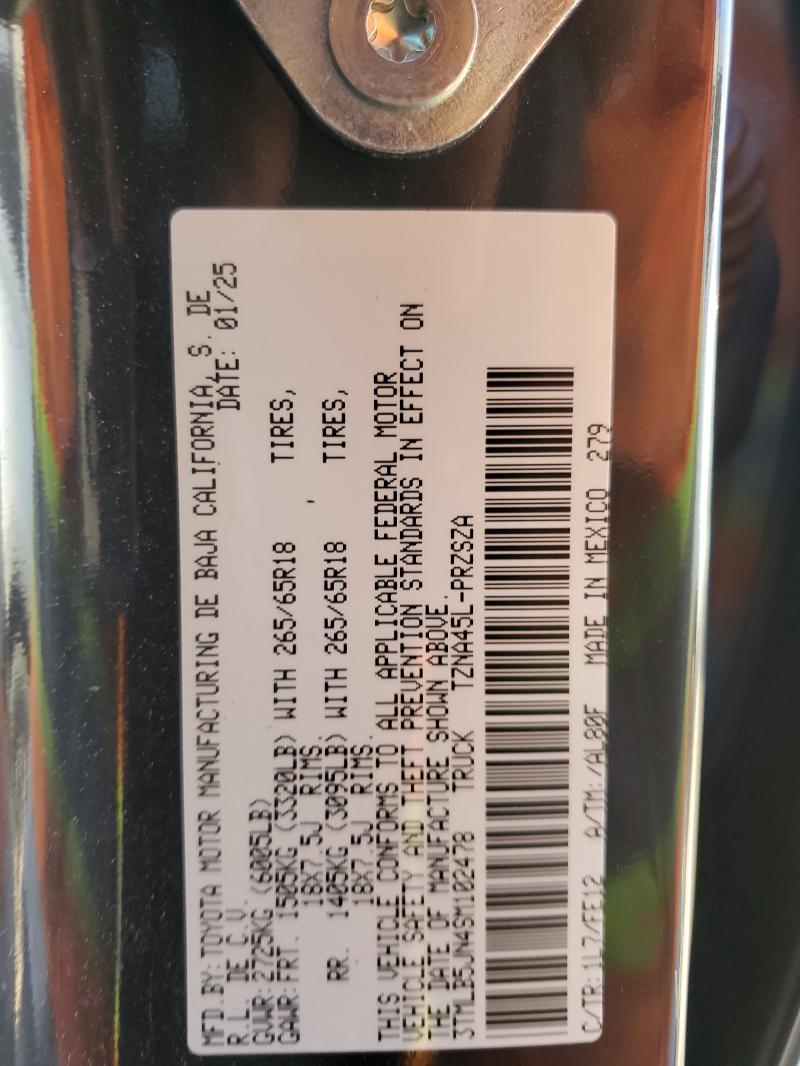 MFD.BY:TOYOTA MOTOR MANUFACTURING DE BAJA CALIFORNIA, S. DE
R.L. DE C.V. DATE: 01/25
GVWR: 2725KG (6005LB)
GAWR:FRT. 1505KG (3320LB) WITH 265/65R18 TIRES,
18X7.5J RIMS. ,
RR. 1405KG (3095LB) WITH 265/65R18 TIRES,
18X7.5J RIMS.
THIS VEHICLE CONFORMS TO ALL APPLICABLE FEDERAL MOTOR
VEHICLE SAFETY AND THEFT PREVENTION STANDARDS IN EFFECT ON
THE DATE OF MANUFACTURE SHOWN ABOVE.
3TMLB5JN4SM102478 TRUCK TZNA45L-PRZSZA
C/TR:1L7/FE12 A/TM:/AL80F MADE IN MEXICO 279